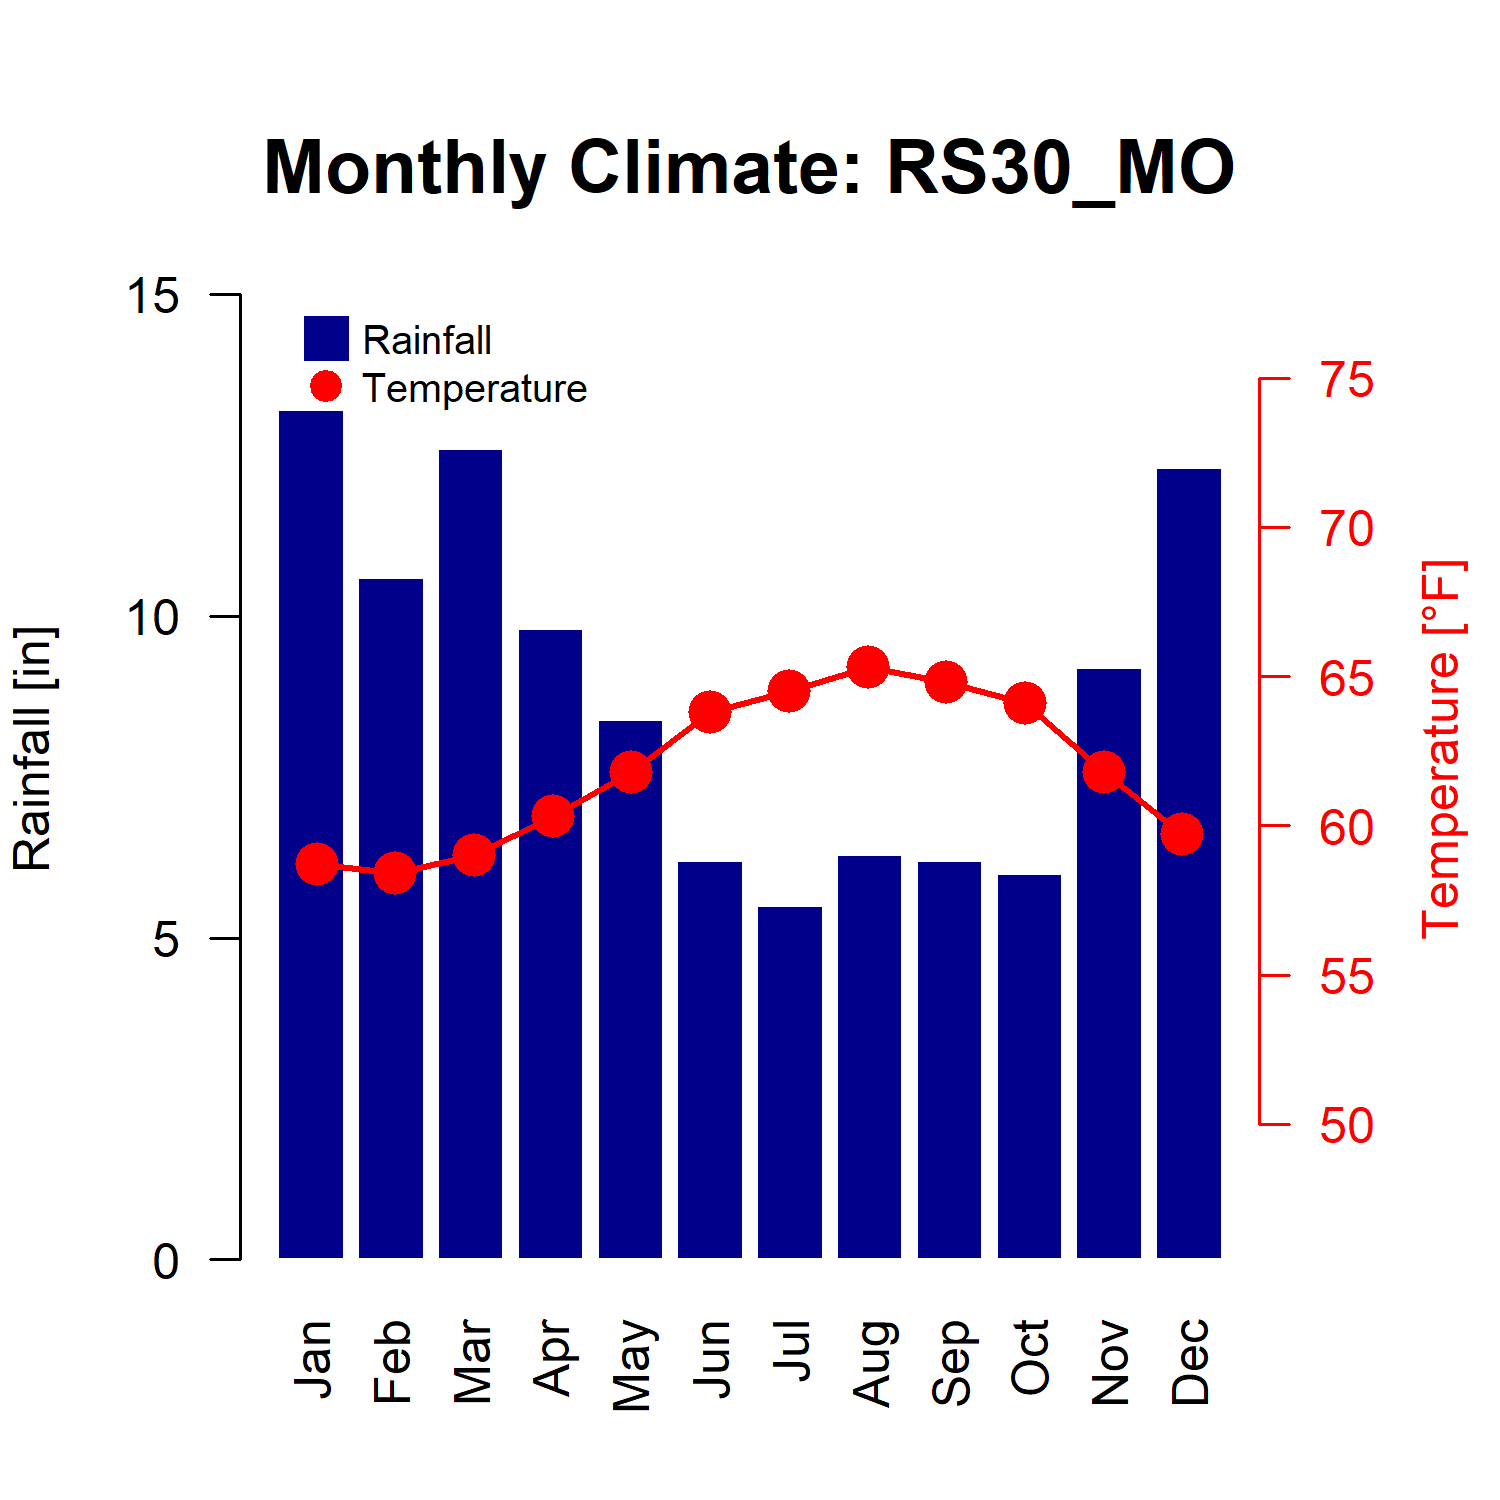 Monthly Climate: RS30_MO
Rainfall
Temperature
15
10
5
0
Rainfall [in]
75
70
65
60
55
50
Temperature [°F]
Jan
Feb
Mar
Apr
May
Jun
Jul
Aug
Sep
Oct
Nov
Dec